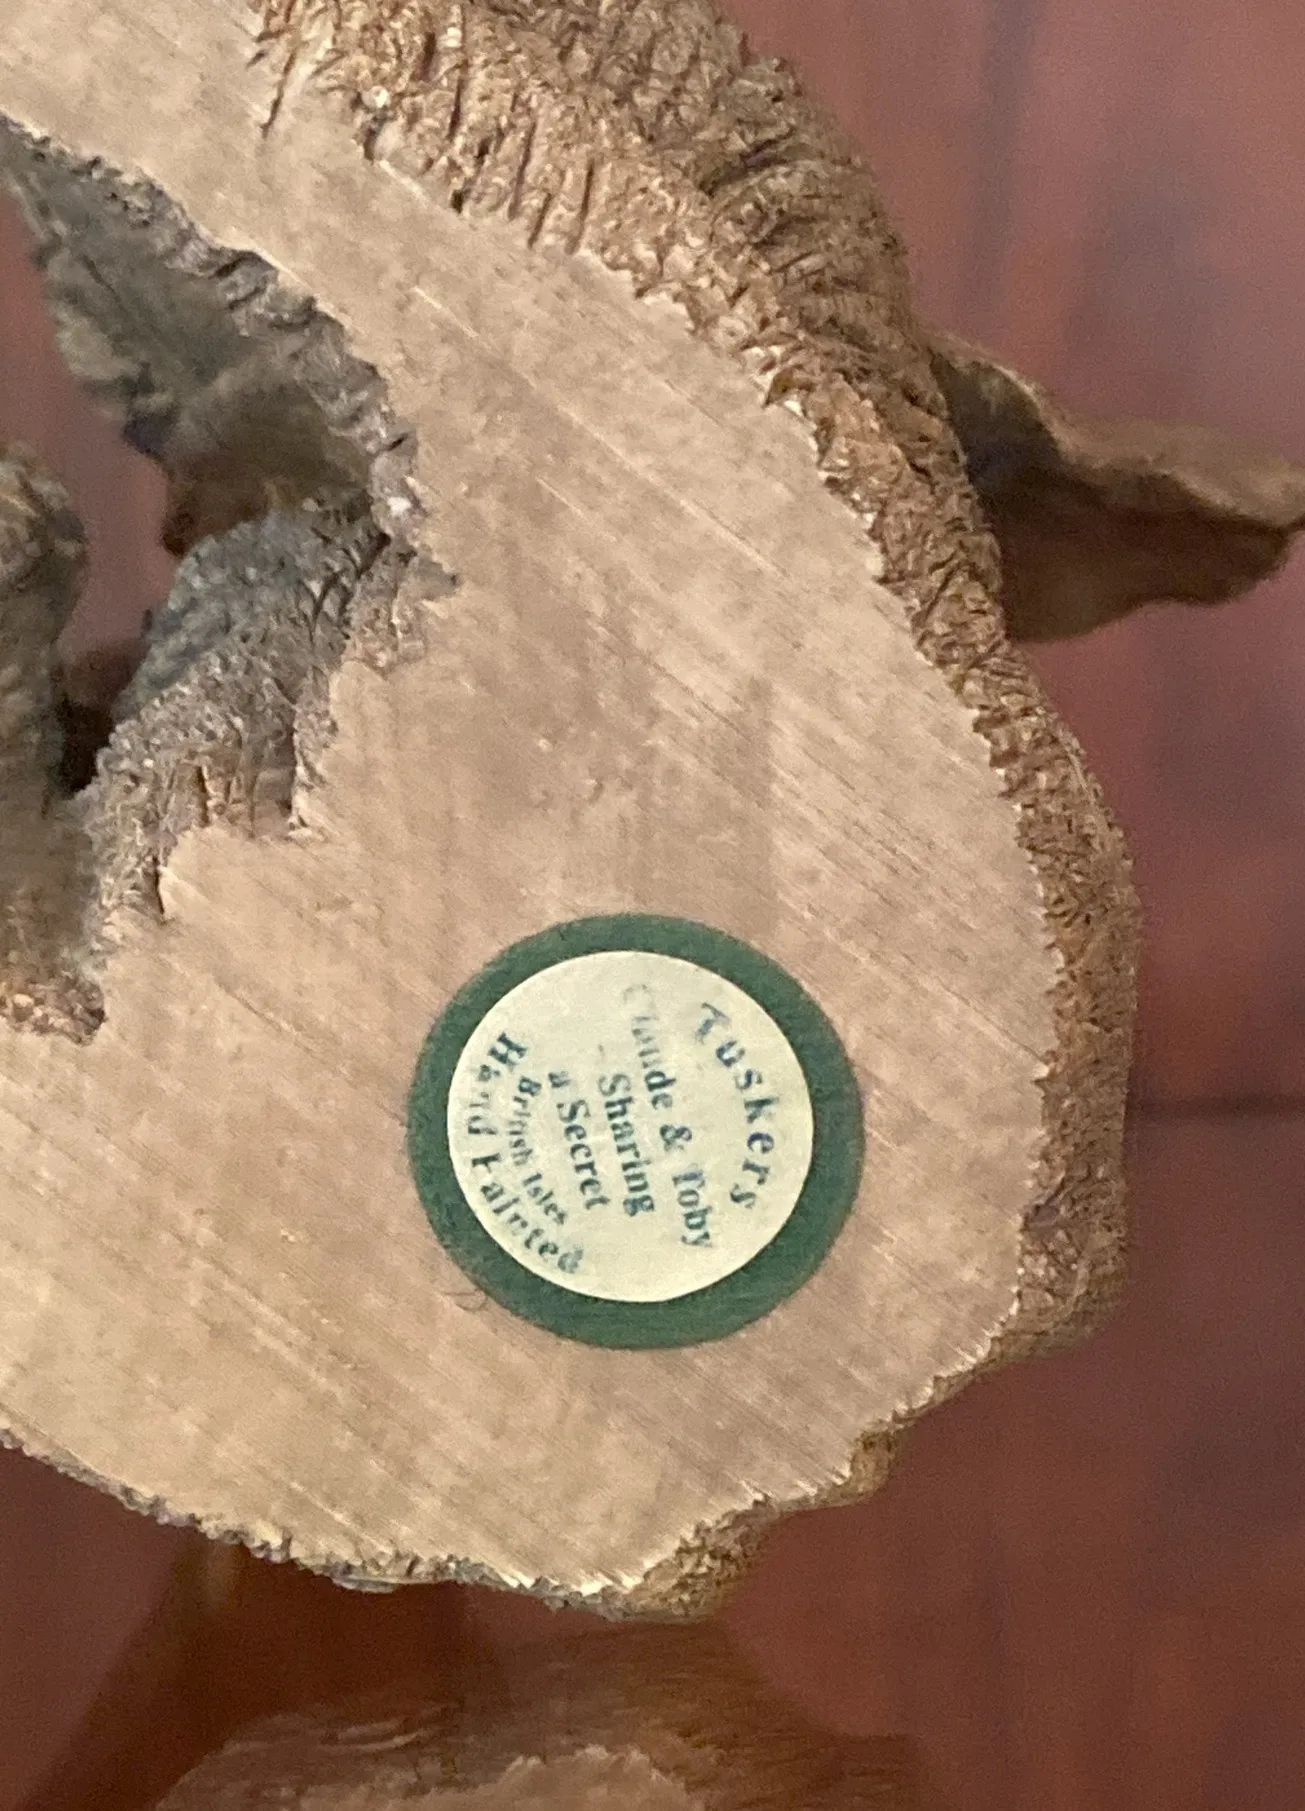 Tuskers
Claude & Toby
- Sharing
a Secret
British Isles
Hand Painted